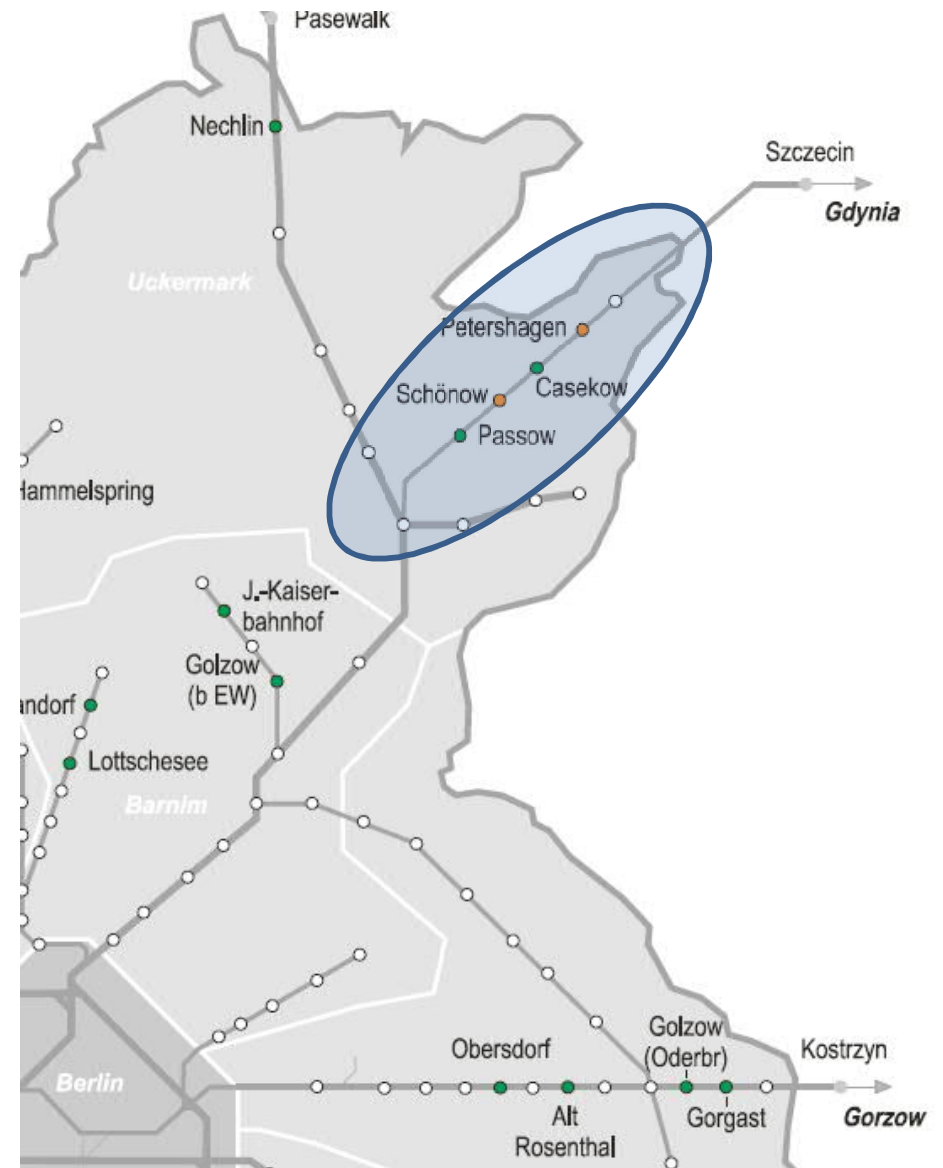 Pasewalk
Nechlin
Szczecin
Gdynia
Uckermark
Petershagen
Casekow
Schönow
Passow
Hammelspring
J.-Kaiser-
bahnhof
Golzow
(b EW)
andorf
Lottschesee
Barnim
Berlin
Obersdorf
Golzow
(Oderbr)
Kostrzyn
Alt
Rosenthal
Gorgast
Gorzow